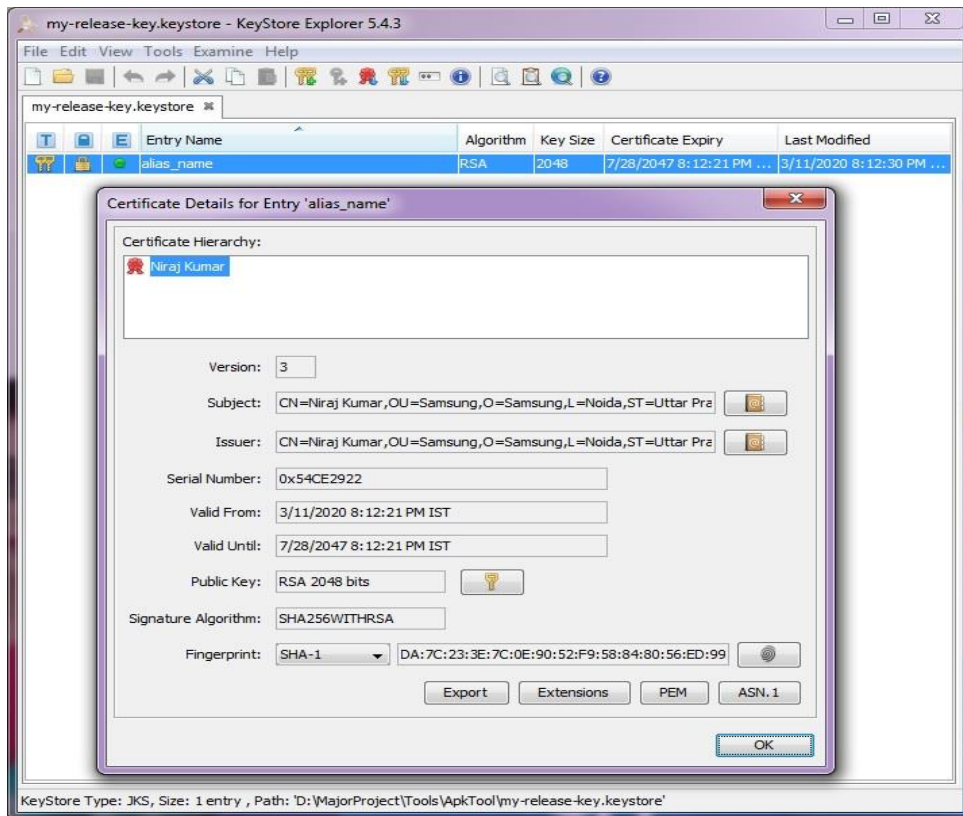 my-release-key.keystore - KeyStore Explorer 5.4.3
File Edit View Tools Examine Help
my-release-key.keystore
T E Entry Name Algorithm Key Size Certificate Expiry Last Modified
alias_name RSA 2048 7/28/2047 8:12:21 PM ... 3/11/2020 8:12:30 PM ...
Certificate Details for Entry 'alias_name'
Certificate Hierarchy:
Niraj Kumar
Version: 3
Subject: CN=Niraj Kumar,OU=Samsung,O=Samsung,L=Noida,ST=Uttar Pra
Issuer: CN=Niraj Kumar,OU=Samsung,O=Samsung,L=Noida,ST=Uttar Pra
Serial Number: 0x54CE2922
Valid From: 3/11/2020 8:12:21 PM IST
Valid Until: 7/28/2047 8:12:21 PM IST
Public Key: RSA 2048 bits
Signature Algorithm: SHA256WITHRSA
Fingerprint: SHA-1 DA:7C:23:3E:7C:0E:90:52:F9:58:84:80:56:ED:99
Export Extensions PEM ASN.1
OK
KeyStore Type: JKS, Size: 1 entry , Path: 'D:\MajorProject\Tools\ApkTool\my-release-key.keystore'